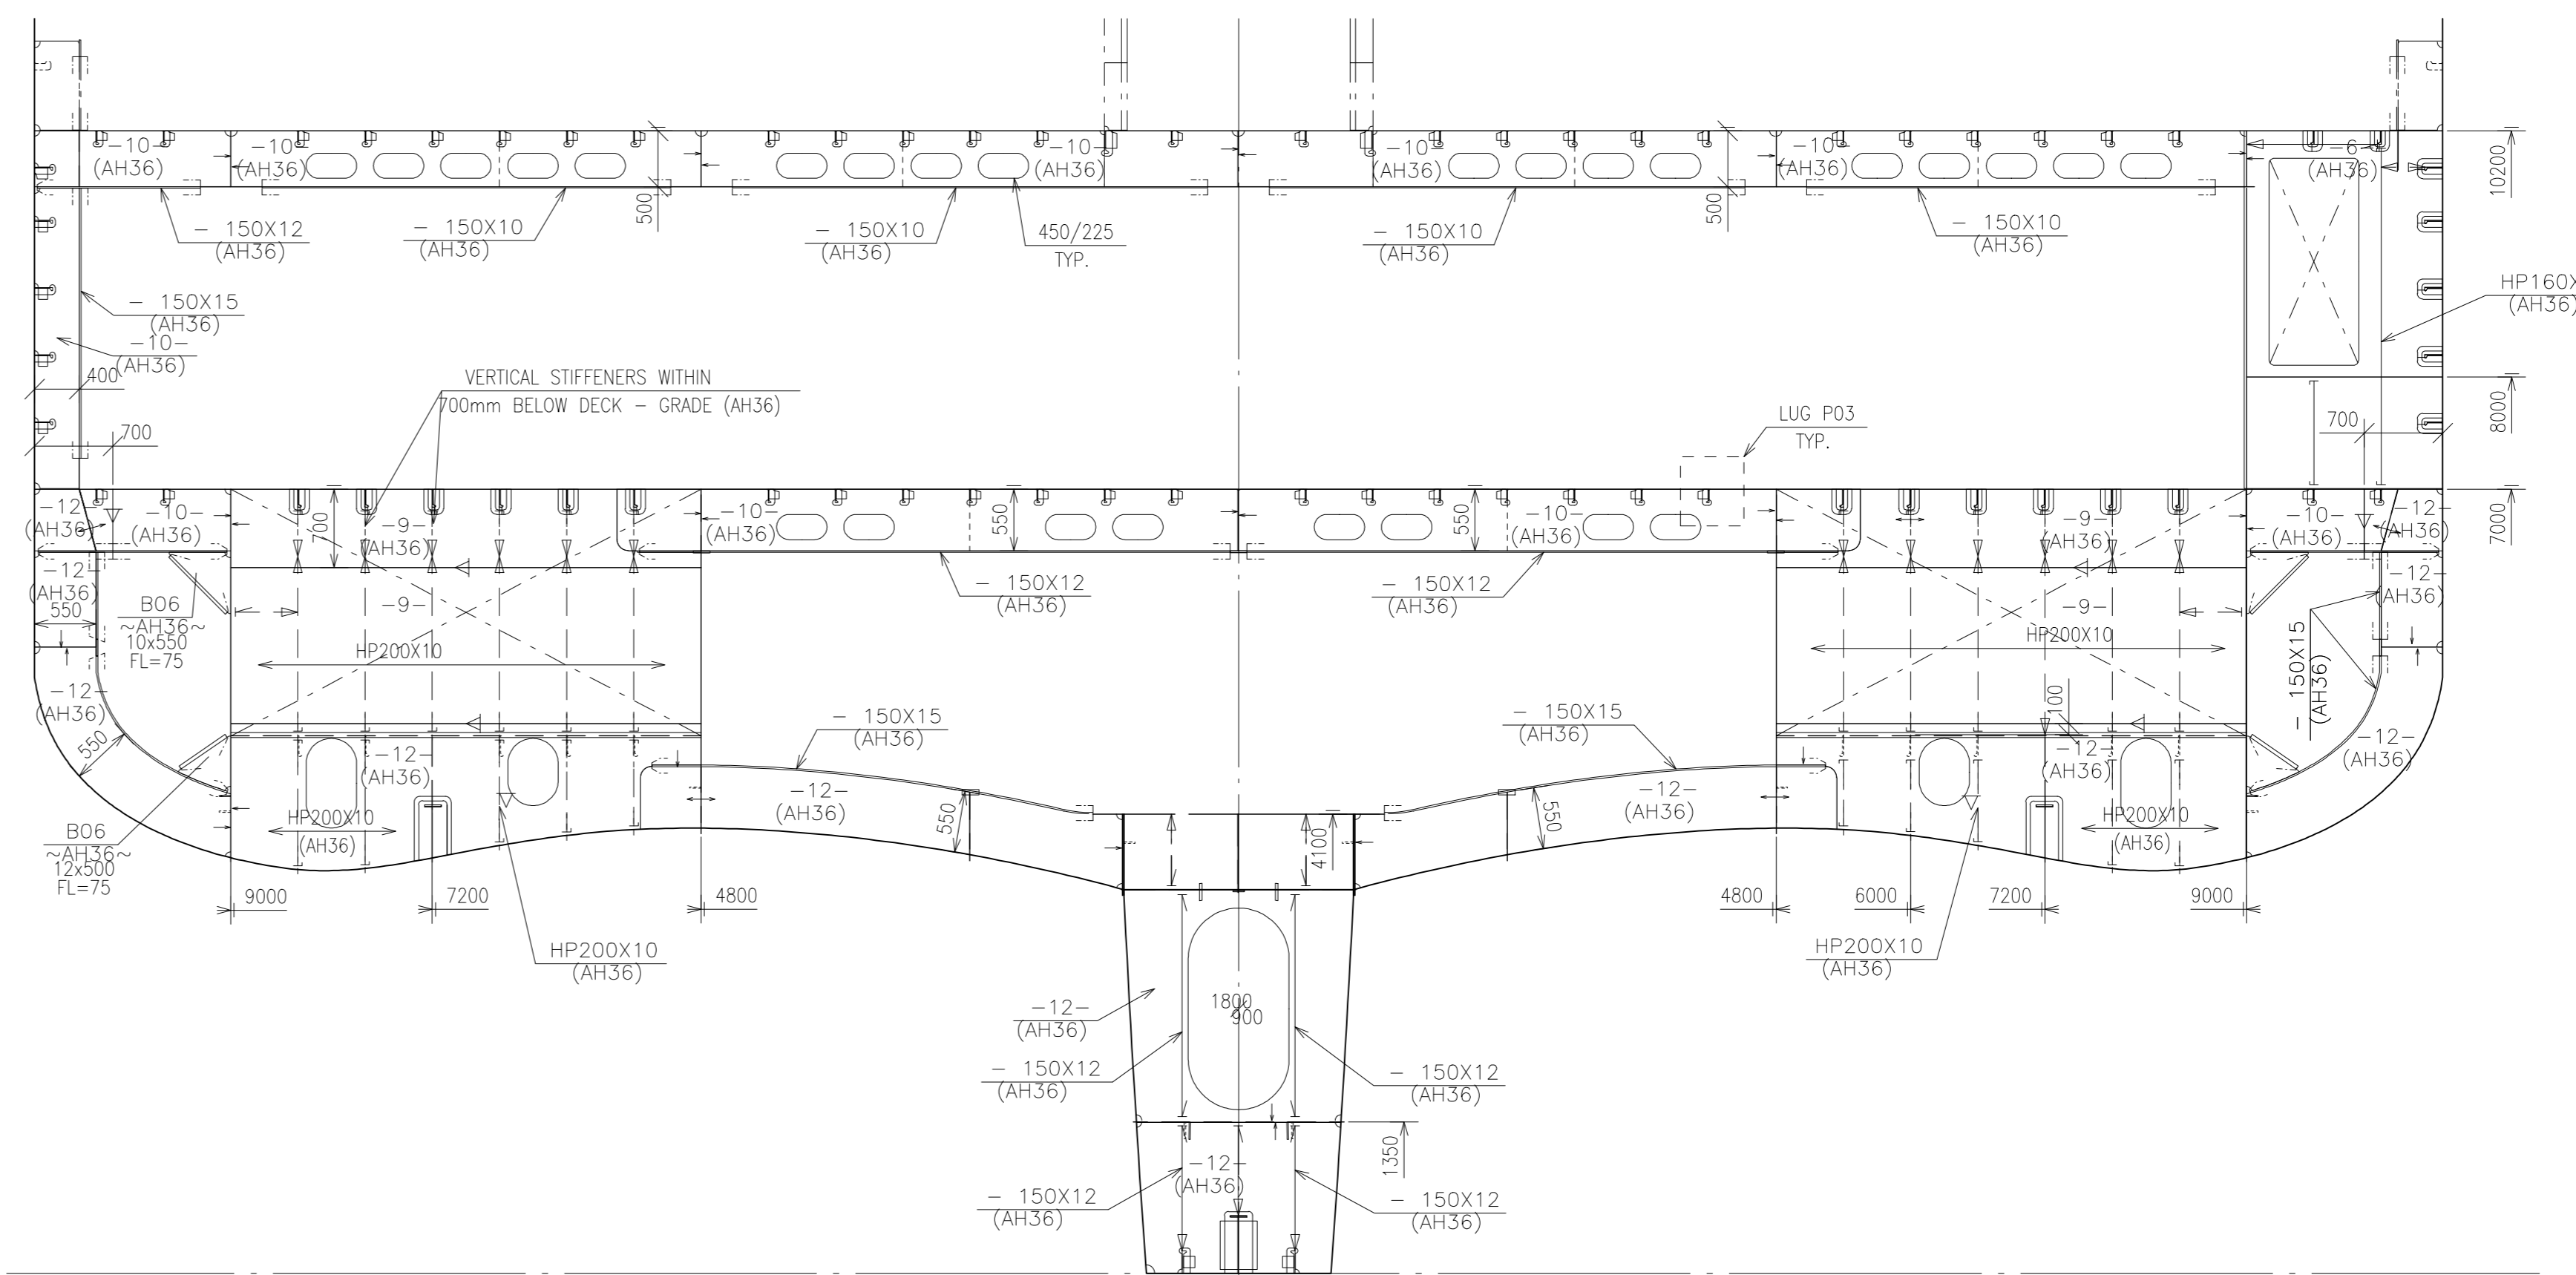 -10-
(AH36)
-10-
(AH36)
-10-
(AH36)
-10-
(AH36)
-10-
(AH36)
-6-
(AH36)
10200
500
500
- 150X12
(AH36)
- 150X10
(AH36)
- 150X10
(AH36)
450/225
TYP.
- 150X10
(AH36)
- 150X10
(AH36)
- 150X15
(AH36)
-10-
(AH36)
400
HP160X
(AH36)
VERTICAL STIFFENERS WITHIN
700mm BELOW DECK - GRADE (AH36)
LUG P03
TYP.
700
700
8000
7000
-12-
(AH36)
-10-
(AH36)
700
-9-
(AH36)
-10-
(AH36)
550
550
-10-
(AH36)
-9-
(AH36)
-10-
(AH36)
-12-
(AH36)
-12-
(AH36)
550
B06
~AH36~
10x550
FL=75
-9-
HP200X10
- 150X12
(AH36)
- 150X12
(AH36)
-9-
HP200X10
-12-
(AH36)
- 150X15
(AH36)
-12-
(AH36)
550
- 150X15
(AH36)
- 150X15
(AH36)
100
-12-
(AH36)
-12-
(AH36)
-12-
(AH36)
HP200X10
(AH36)
-12-
(AH36)
550
4100
550
-12-
(AH36)
HP200X10
(AH36)
B06
~AH36~
12x500
FL=75
9000
7200
4800
4800
6000
7200
9000
HP200X10
(AH36)
HP200X10
(AH36)
-12-
(AH36)
1800
900
- 150X12
(AH36)
- 150X12
(AH36)
1350
-12-
(AH36)
- 150X12
(AH36)
- 150X12
(AH36)